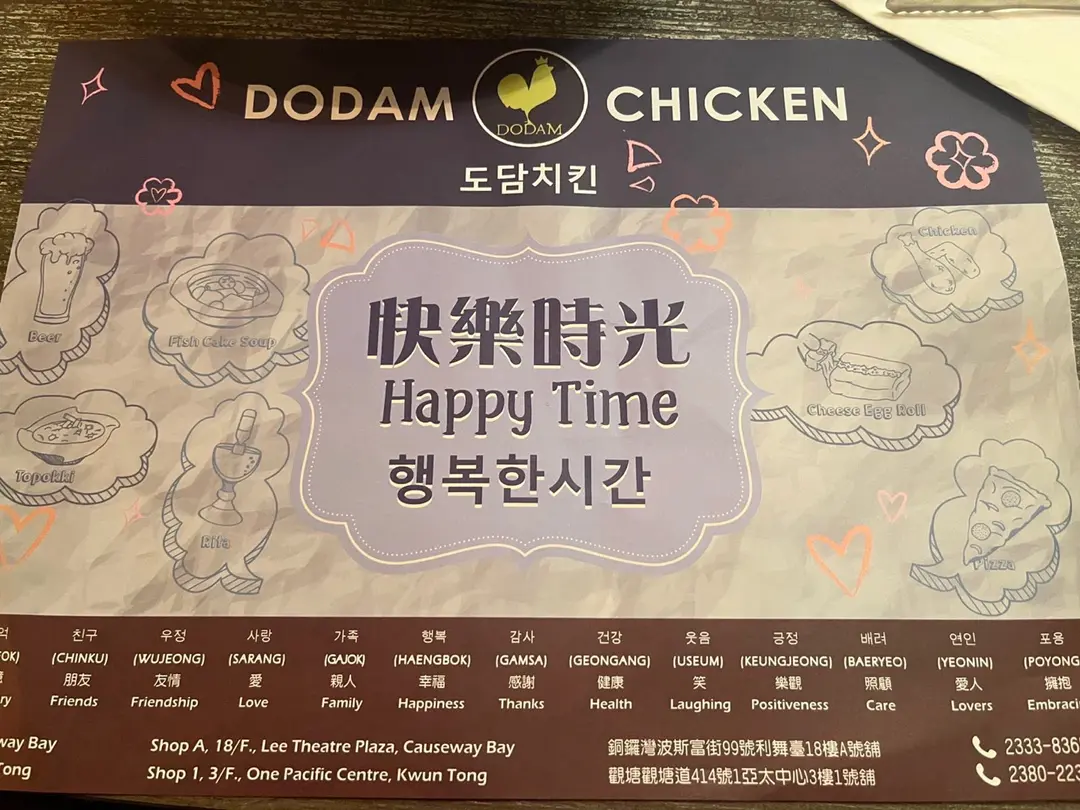 DODAM DODAM CHICKEN
도담치킨
Chicken
Beer
Fish Cake Soup
快樂時光
Happy Time
행복한시간
Cheese Egg Roll
Topokki
Rita
Pizza
억 친구 우정 사랑 가족 행복 감사 건강 웃음 긍정 배려 연인 포용
(CHINKU) (WUJEONG) (SARANG) (GAJOK) (HAENGBOK) (GAMSA) (GEONGANG) (USEUM) (KEUNGJEONG) (BAERYEO) (YEONIN) (POYONG
朋友 友情 愛 親人 幸福 感謝 健康 笑 樂觀 照顧 愛人 擁抱
ry Friends Friendship Love Family Happiness Thanks Health Laughing Positiveness Care Lovers Embraci
way Bay Shop A, 18/F., Lee Theatre Plaza, Causeway Bay 銅鑼灣波斯富街99號利舞臺18樓A號舖 2333-836
Tong Shop 1, 3/F., One Pacific Centre, Kwun Tong 觀塘觀塘道414號1亞太中心3樓1號舖 2380-223